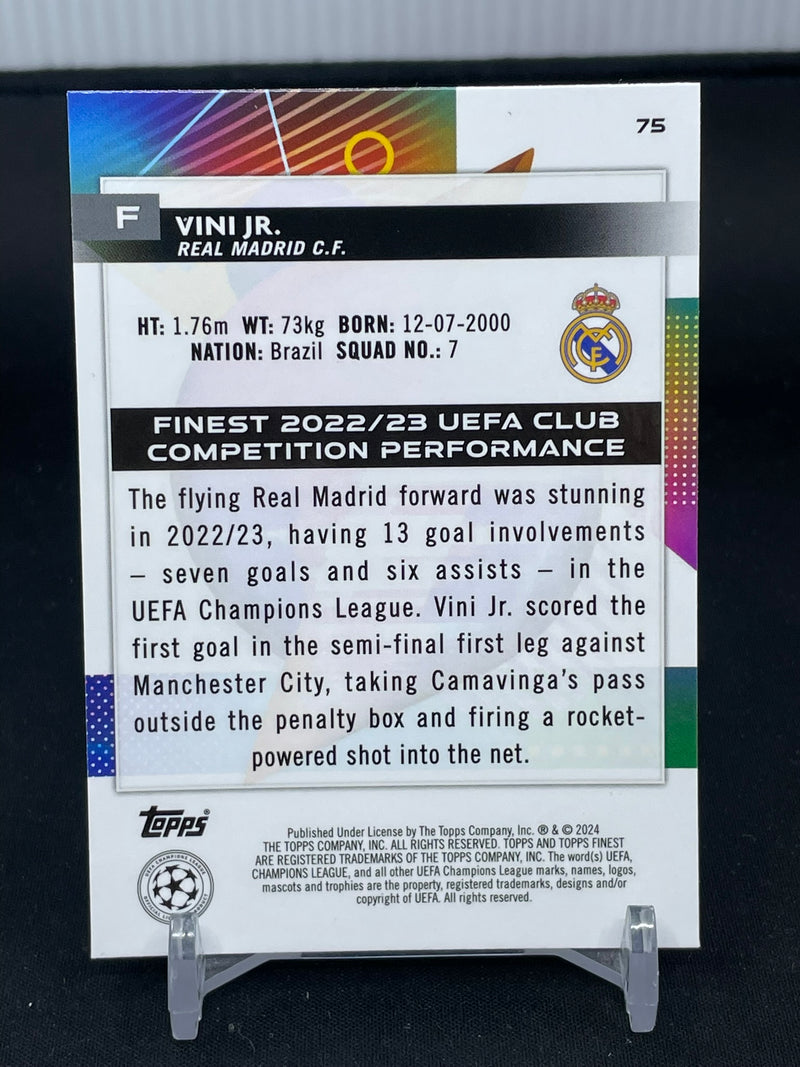 75
F
VINI JR.
REAL MADRID C.F.
HT: 1.76m WT: 73kg BORN: 12-07-2000
NATION: Brazil SQUAD NO.: 7
FINEST 2022/23 UEFA CLUB
COMPETITION PERFORMANCE
The flying Real Madrid forward was stunning
in 2022/23, having 13 goal involvements
– seven goals and six assists – in the
UEFA Champions League. Vini Jr. scored the
first goal in the semi-final first leg against
Manchester City, taking Camavinga's pass
outside the penalty box and firing a rocket-
powered shot into the net.
Topps®
Published Under License by The Topps Company, Inc. ® & © 2024
THE TOPPS COMPANY, INC. ALL RIGHTS RESERVED. TOPPS AND TOPPS FINEST
ARE REGISTERED TRADEMARKS OF THE TOPPS COMPANY, INC. The word(s) UEFA,
CHAMPIONS LEAGUE, and all other UEFA Champions League marks, names, logos,
mascots and trophies are the property, registered trademarks, designs and/or
copyright of UEFA. All rights reserved.
UEFA CHAMPIONS LEAGUE